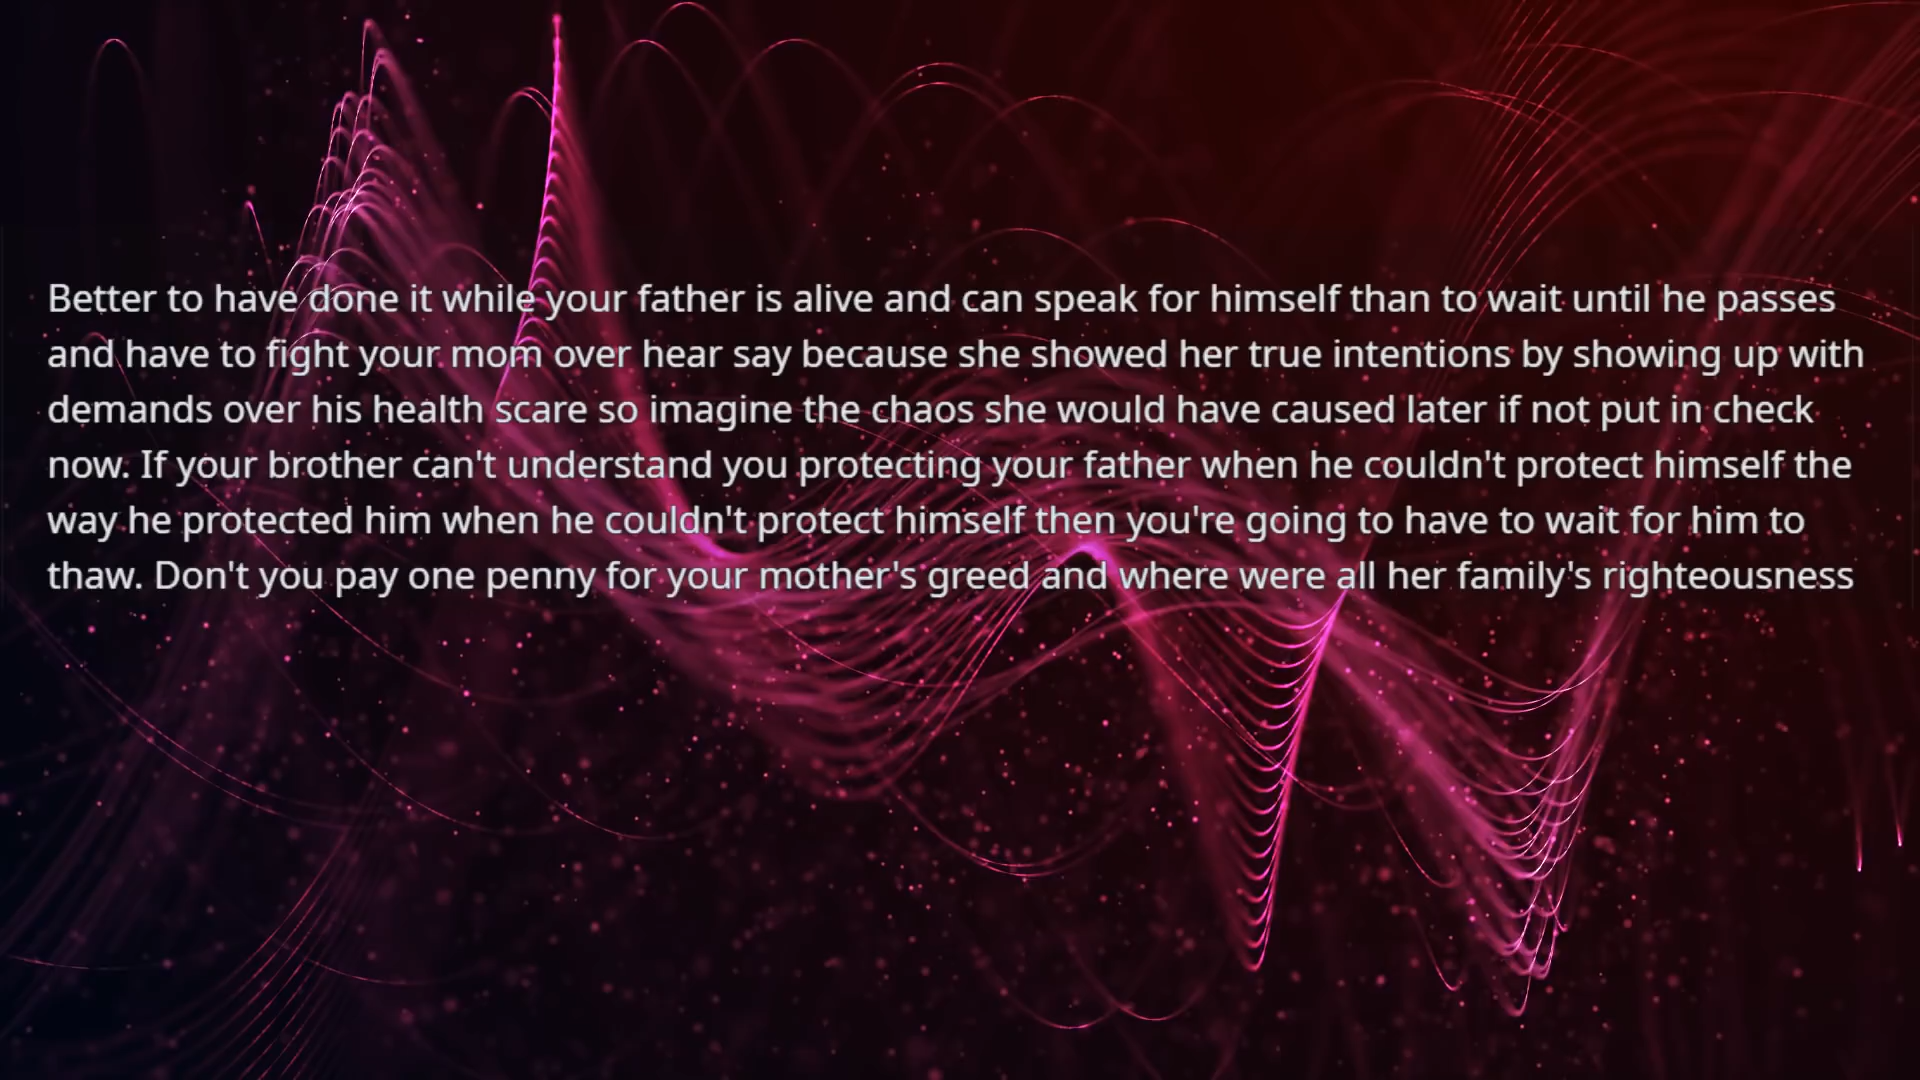 Better to have done it while your father is alive and can speak for himself than to wait until he passes
and have to fight your mom over hear say because she showed her true intentions by showing up with
demands over his health scare so imagine the chaos she would have caused later if not put in check
now. If your brother can't understand you protecting your father when he couldn't protect himself the
way he protected him when he couldn't protect himself then you're going to have to wait for him to
thaw. Don't you pay one penny for your mother's greed and where were all her family's righteousness